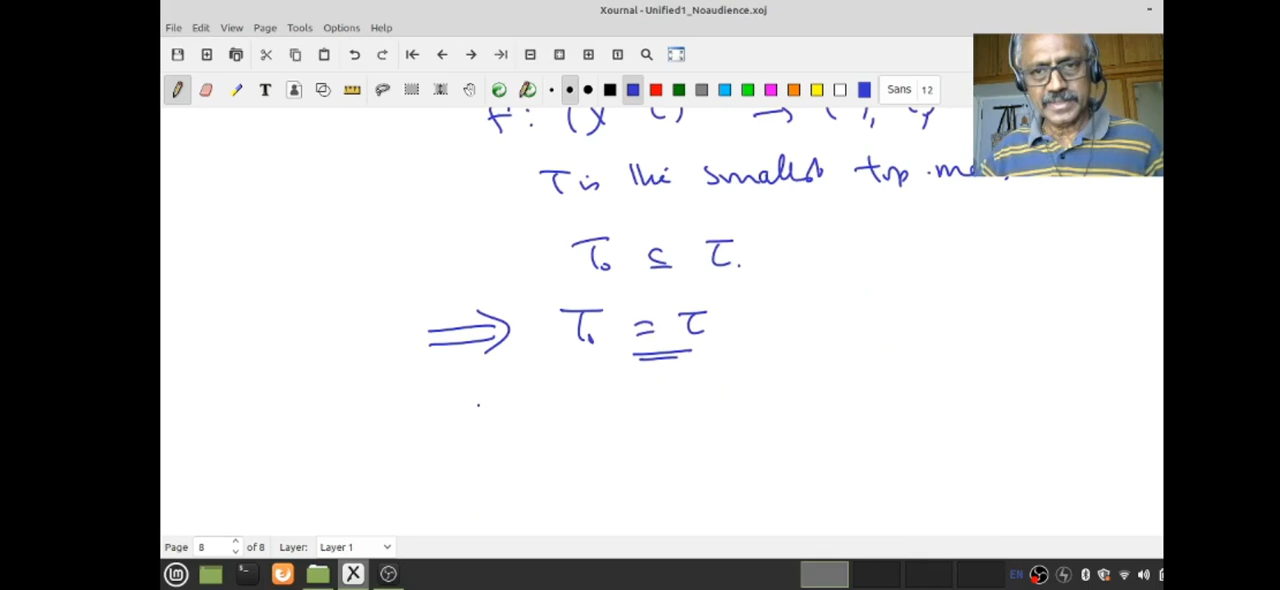 Xournal - Unified1_Noaudience.xoj
File Edit View Page Tools Options Help
Sans 12
τ is the smallest top.
τ₀ ⊆ τ.
⟹ τ₀ = τ
Page 8 of 8 Layer: Layer 1
EN